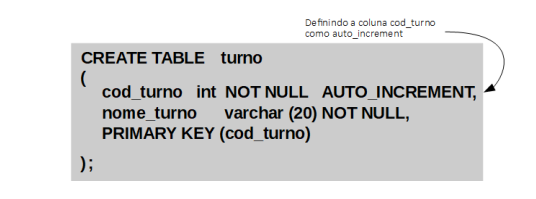 Definindo a coluna cod_turno
como auto_increment
CREATE TABLE turno
(
cod_turno int NOT NULL AUTO_INCREMENT,
nome_turno varchar (20) NOT NULL,
PRIMARY KEY (cod_turno)
) ;